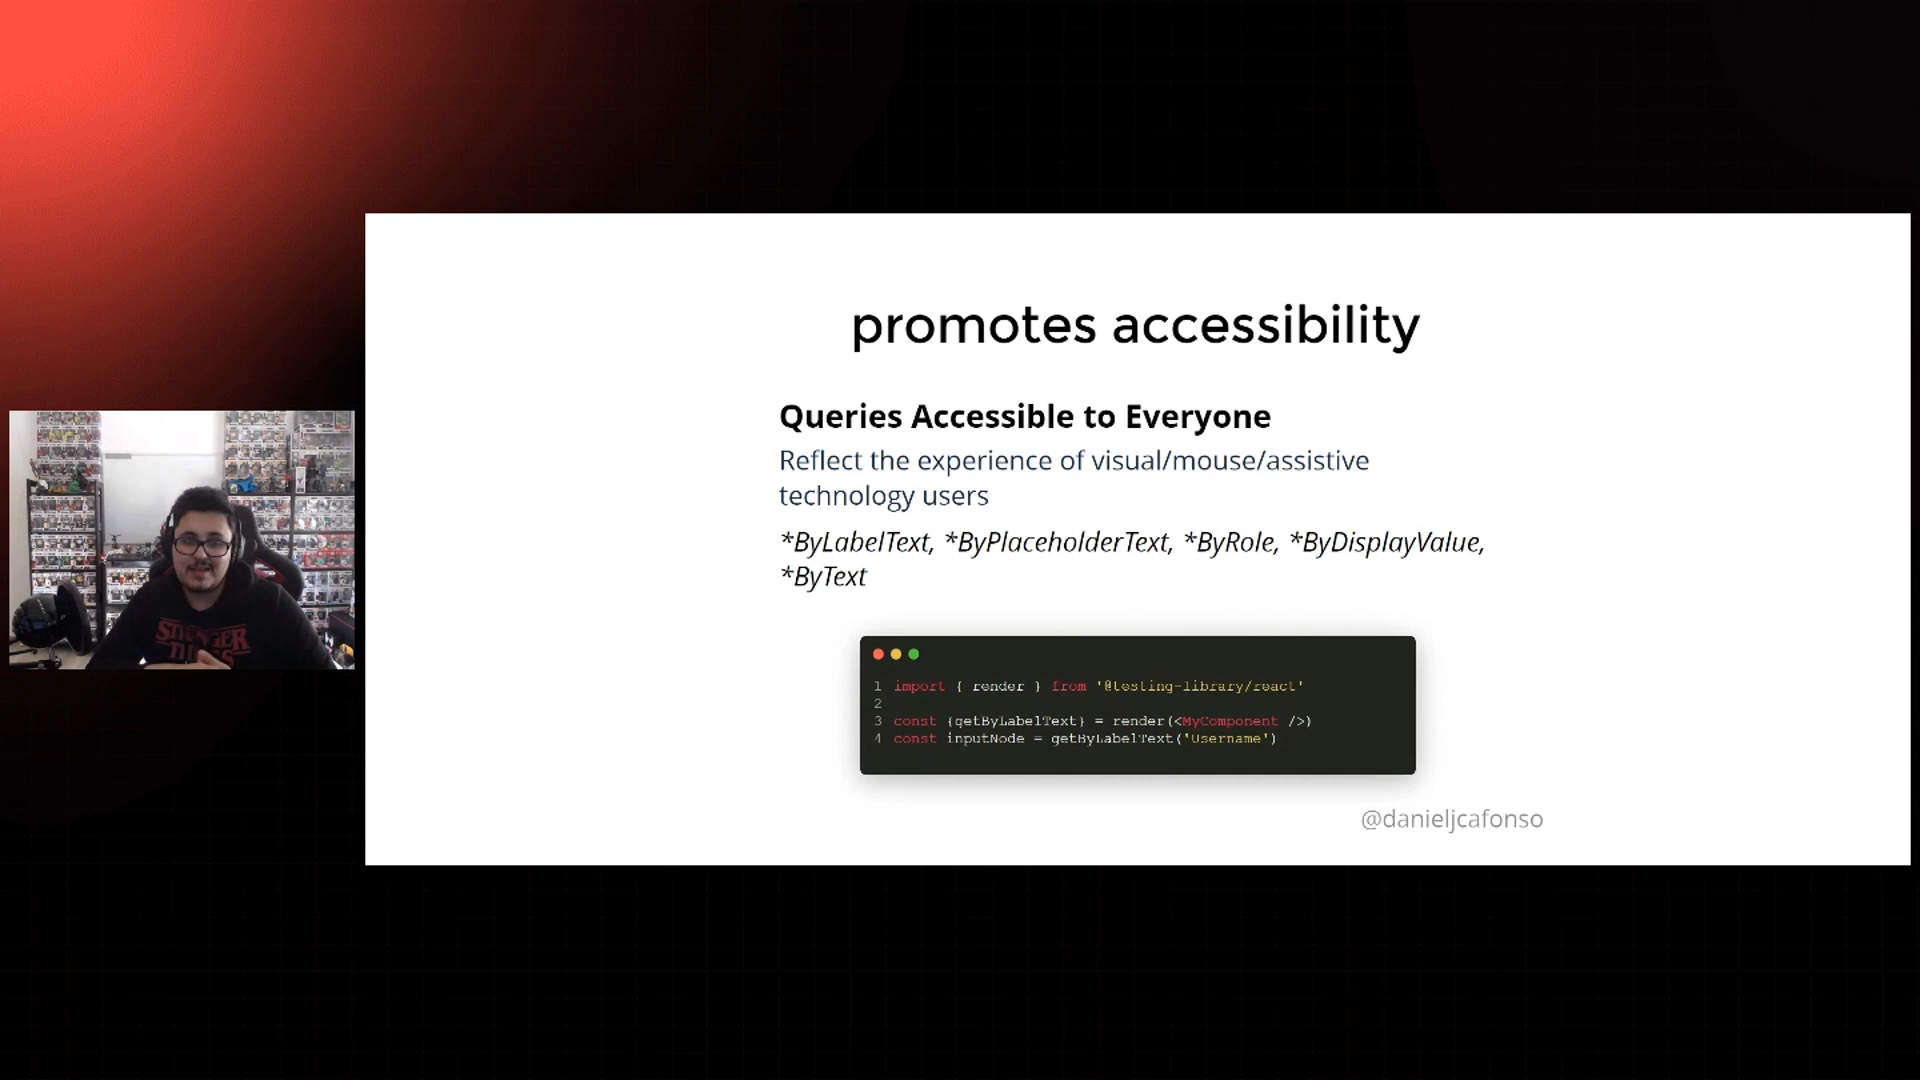 promotes accessibility
Queries Accessible to Everyone
Reflect the experience of visual/mouse/assistive
technology users
*ByLabelText, *ByPlaceholderText, *ByRole, *ByDisplayValue,
*ByText
1 import { render } from '@testing-library/react'
2
3 const {getByLabelText} = render(<MyComponent />)
4 const inputNode = getByLabelText('Username')
@danieljcafonso
STRANGER